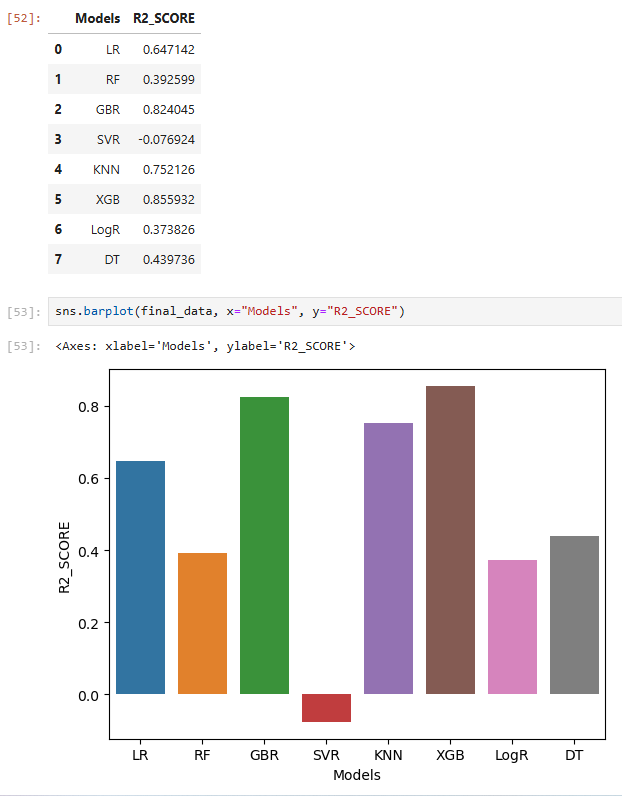 [52]: Models R2_SCORE
0 LR 0.647142
1 RF 0.392599
2 GBR 0.824045
3 SVR -0.076924
4 KNN 0.752126
5 XGB 0.855932
6 LogR 0.373826
7 DT 0.439736
[53]: sns.barplot(final_data, x="Models", y="R2_SCORE")
[53]: <Axes: xlabel='Models', ylabel='R2_SCORE'>
R2_SCORE
0.8
0.6
0.4
0.2
0.0
LR RF GBR SVR KNN XGB LogR DT
Models